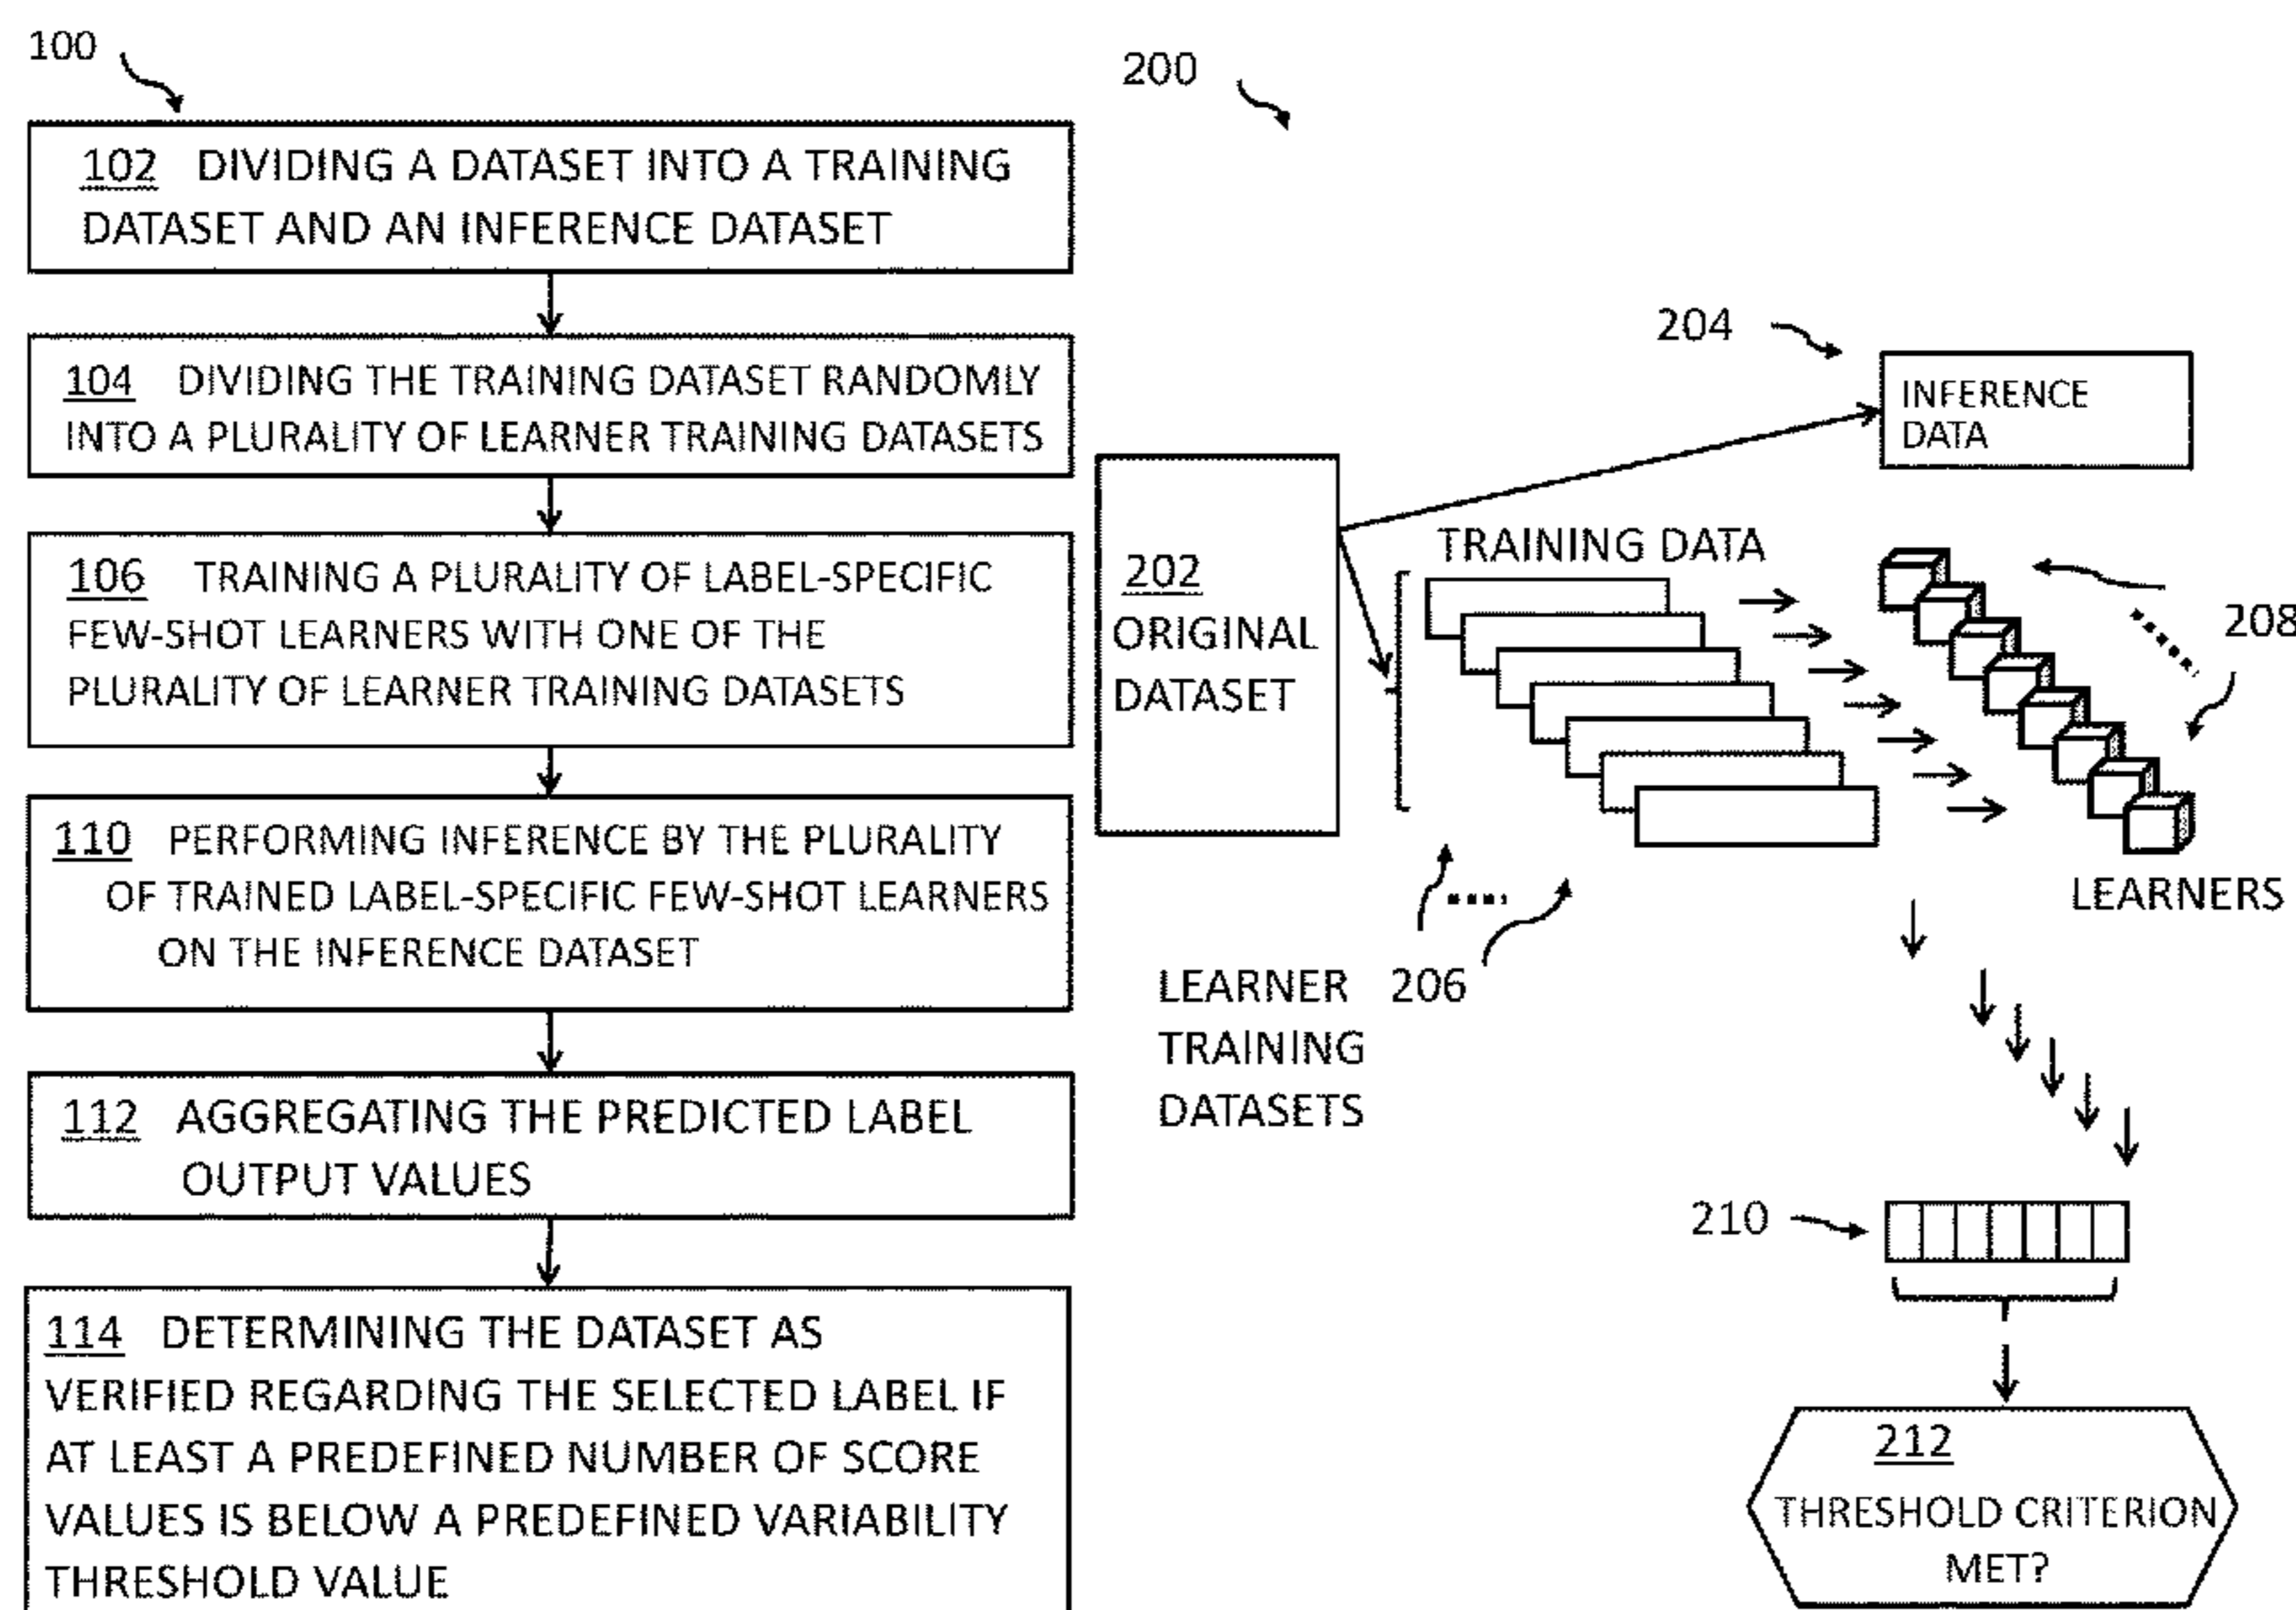 100
102 DIVIDING A DATASET INTO A TRAINING
DATASET AND AN INFERENCE DATASET
104 DIVIDING THE TRAINING DATASET RANDOMLY
INTO A PLURALITY OF LEARNER TRAINING DATASETS
106 TRAINING A PLURALITY OF LABEL-SPECIFIC
FEW-SHOT LEARNERS WITH ONE OF THE
PLURALITY OF LEARNER TRAINING DATASETS
110 PERFORMING INFERENCE BY THE PLURALITY
OF TRAINED LABEL-SPECIFIC FEW-SHOT LEARNERS
ON THE INFERENCE DATASET
112 AGGREGATING THE PREDICTED LABEL
OUTPUT VALUES
114 DETERMINING THE DATASET AS
VERIFIED REGARDING THE SELECTED LABEL IF
AT LEAST A PREDEFINED NUMBER OF SCORE
VALUES IS BELOW A PREDEFINED VARIABILITY
THRESHOLD VALUE
200
204
INFERENCE
DATA
202
ORIGINAL
DATASET
TRAINING DATA
208
LEARNERS
206
LEARNER
TRAINING
DATASETS
210
212
THRESHOLD CRITERION
MET?